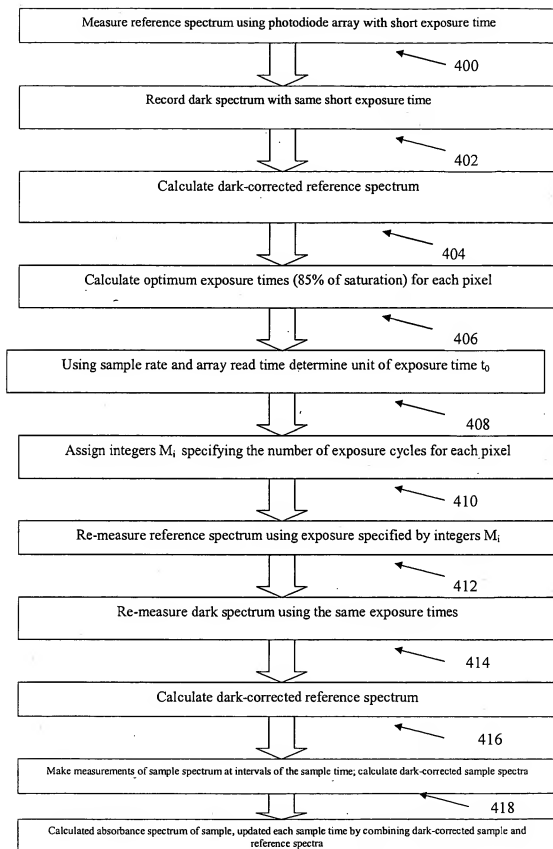 Measure reference spectrum using photodiode array with short exposure time
400
Record dark spectrum with same short exposure time
402
Calculate dark-corrected reference spectrum
404
Calculate optimum exposure times (85% of saturation) for each pixel
406
Using sample rate and array read time determine unit of exposure time t₀
408
Assign integers Mᵢ specifying the number of exposure cycles for each pixel
410
Re-measure reference spectrum using exposure specified by integers Mᵢ
412
Re-measure dark spectrum using the same exposure times
414
Calculate dark-corrected reference spectrum
416
Make measurements of sample spectrum at intervals of the sample time; calculate dark-corrected sample spectra
418
Calculated absorbance spectrum of sample, updated each sample time by combining dark-corrected sample and
reference spectra